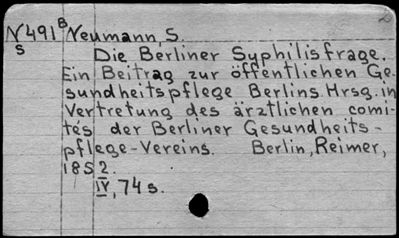 N491 B Neumann, S.
S
Die Berliner Syphilisfrage.
Ein Beitrag zur öffentlichen Ge-
sundheitspflege Berlins. Hrsg. in
Vertretung des ärztlichen comi-
tés der Berliner Gesundheits-
pflege-Vereins. Berlin, Reimer,
1852.
IV, 74 s.